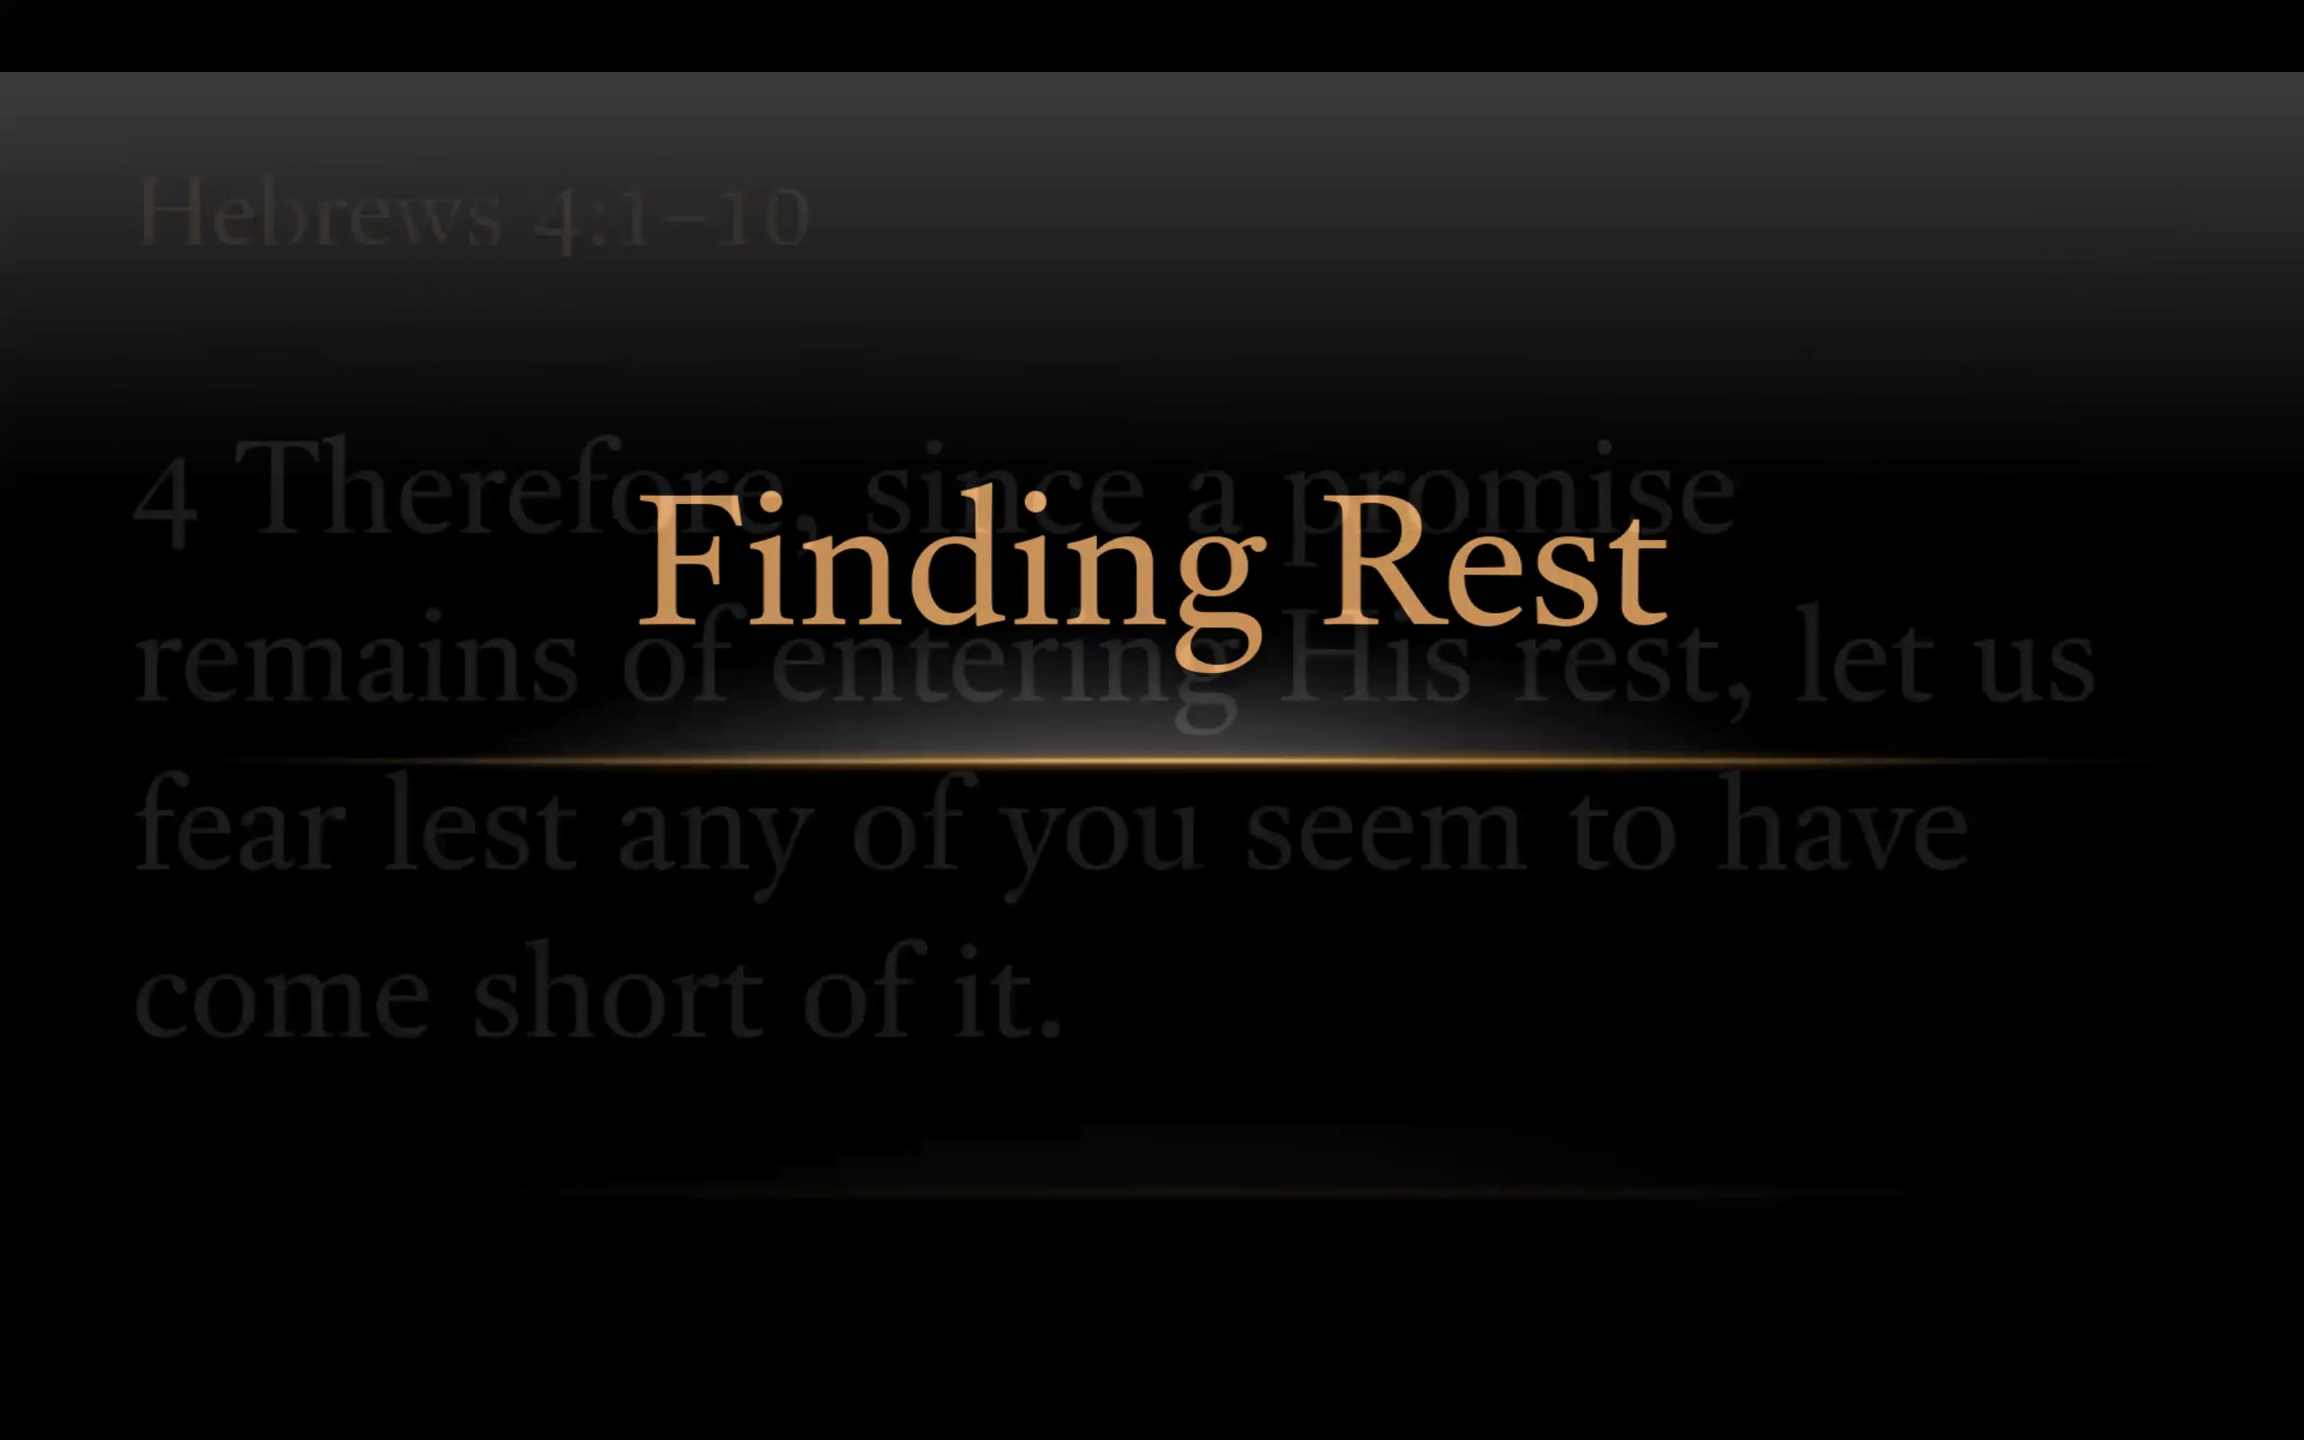 Hebrews 4:1–10
Finding Rest
4 Therefore, since a promise
remains of entering His rest, let us
fear lest any of you seem to have
come short of it.